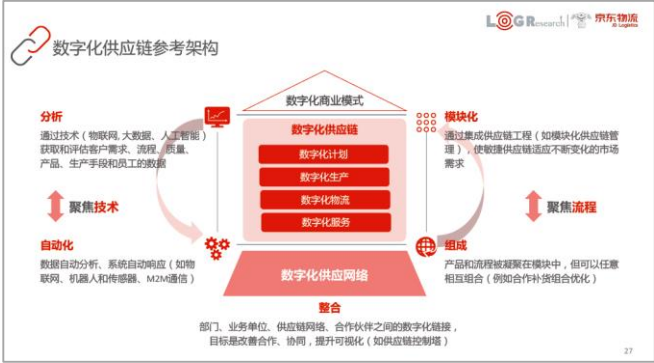 LOGResearch
京东物流
JD Logistics
数字化供应链参考架构
数字化商业模式
分析
通过技术（物联网, 大数据、人工智能）
获取和评估客户需求、流程、质量、
产品、生产手段和员工的数据
聚焦技术
自动化
数据自动分析、系统自动响应（如物
联网、机器人和传感器、M2M通信）
数字化供应链
数字化计划
数字化生产
数字化物流
数字化服务
模块化
通过集成供应链工程（如模块化供应链管
理），使敏捷供应链适应不断变化的市场
需求
聚焦流程
组成
产品和流程被凝聚在模块中，但可以任意
相互组合（例如合作补货组合优化）
数字化供应网络
整合
部门、业务单位、供应链网络、合作伙伴之间的数字化链接，
目标是改善合作、协同，提升可视化（如供应链控制塔）
27